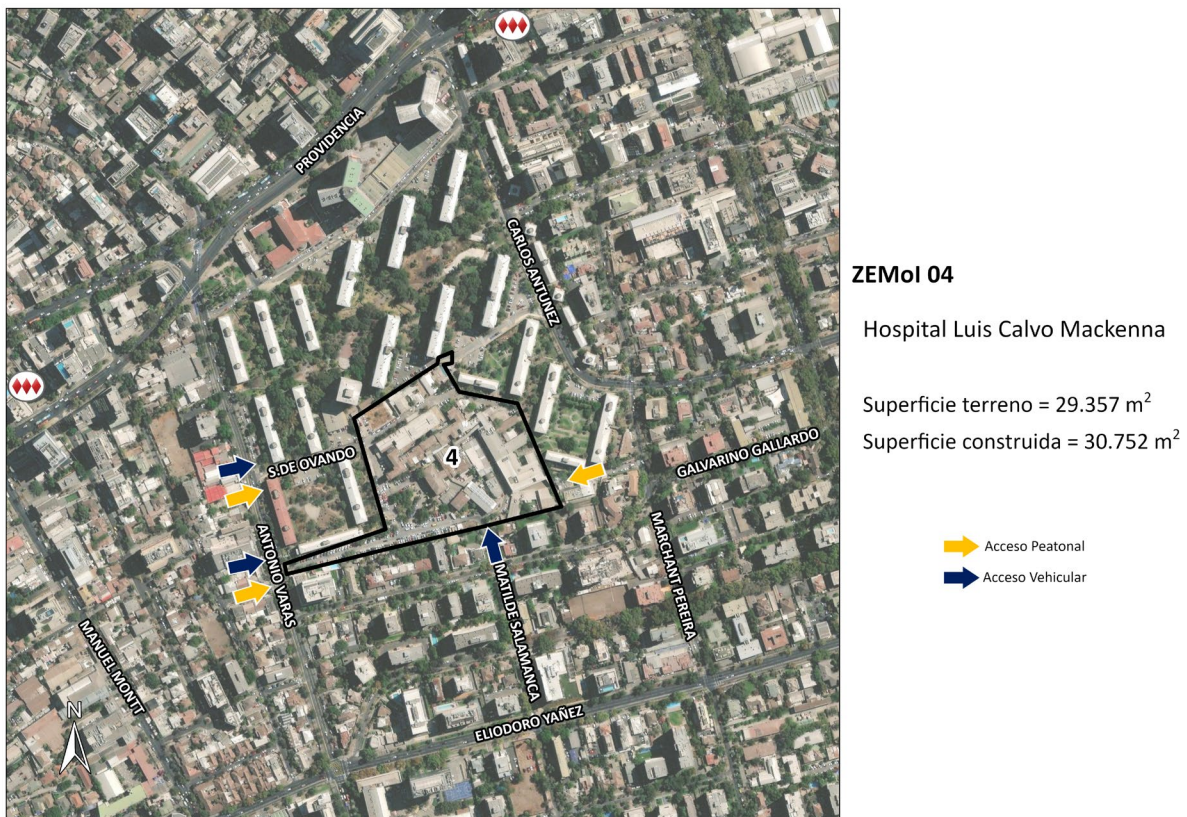 PROVIDENCIA
CARLOS ANTUNEZ
S.DE OVANDO
4
GALVARINO GALLARDO
ANTONIO VARAS
MATILDE SALAMANCA
MARCHANT PEREIRA
MANUEL MONTT
ELIODORO YAÑEZ
N
ZEMoI 04
Hospital Luis Calvo Mackenna
Superficie terreno = 29.357 m²
Superficie construida = 30.752 m²
Acceso Peatonal
Acceso Vehicular